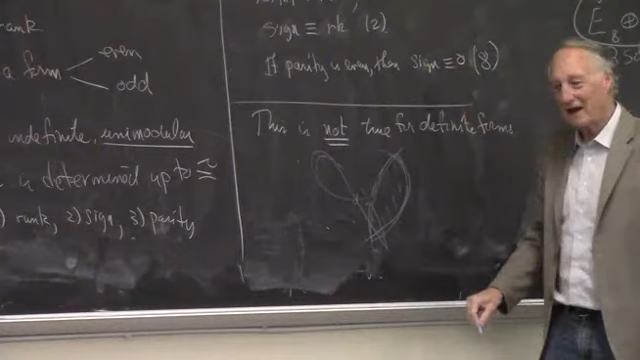 rank
a form
even
odd
indefinite, unimodular
is determined up to ≅
rank, 2) sign, 3) parity
sign ≡ rk (2)
If parity is even, then sign ≡ 0 (8)
This is not true for definite forms
E8 ⊕